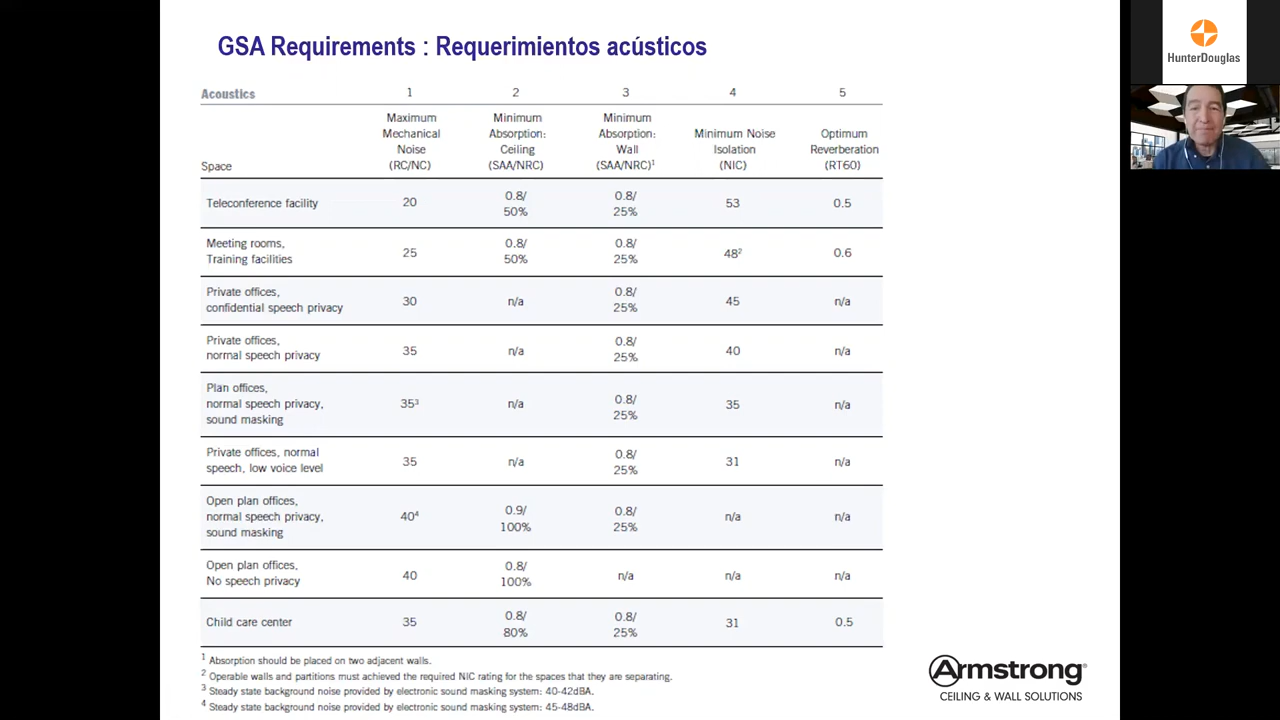 GSA Requirements : Requerimientos acústicos
HunterDouglas
Acoustics 1 2 3 4 5
Space
Maximum
Mechanical
Noise
(RC/NC)
Minimum
Absorption:
Ceiling
(SAA/NRC)
Minimum
Absorption:
Wall
(SAA/NRC)¹
Minimum Noise
Isolation
(NIC)
Optimum
Reverberation
(RT60)
Teleconference facility 20 0.8/ 50% 0.8/ 25% 53 0.5
Meeting rooms,
Training facilities 25 0.8/ 50% 0.8/ 25% 48² 0.6
Private offices,
confidential speech privacy 30 n/a 0.8/ 25% 45 n/a
Private offices,
normal speech privacy 35 n/a 0.8/ 25% 40 n/a
Plan offices,
normal speech privacy,
sound masking 35³ n/a 0.8/ 25% 35 n/a
Private offices, normal
speech, low voice level 35 n/a 0.8/ 25% 31 n/a
Open plan offices,
normal speech privacy,
sound masking 40⁴ 0.9/ 100% 0.8/ 25% n/a n/a
Open plan offices,
No speech privacy 40 0.8/ 100% n/a n/a n/a
Child care center 35 0.8/ 80% 0.8/ 25% 31 0.5
¹ Absorption should be placed on two adjacent walls.
² Operable walls and partitions must achieved the required NIC rating for the spaces that they are separating.
³ Steady state background noise provided by electronic sound masking system: 40-42dBA.
⁴ Steady state background noise provided by electronic sound masking system: 45-48dBA.
Armstrong®
CEILING & WALL SOLUTIONS